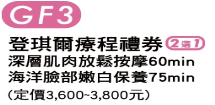 GF3
登琪爾療程禮券 2選1
深層肌肉放鬆按摩60min
海洋臉部嫩白保養75min
(定價3,600~3,800元)